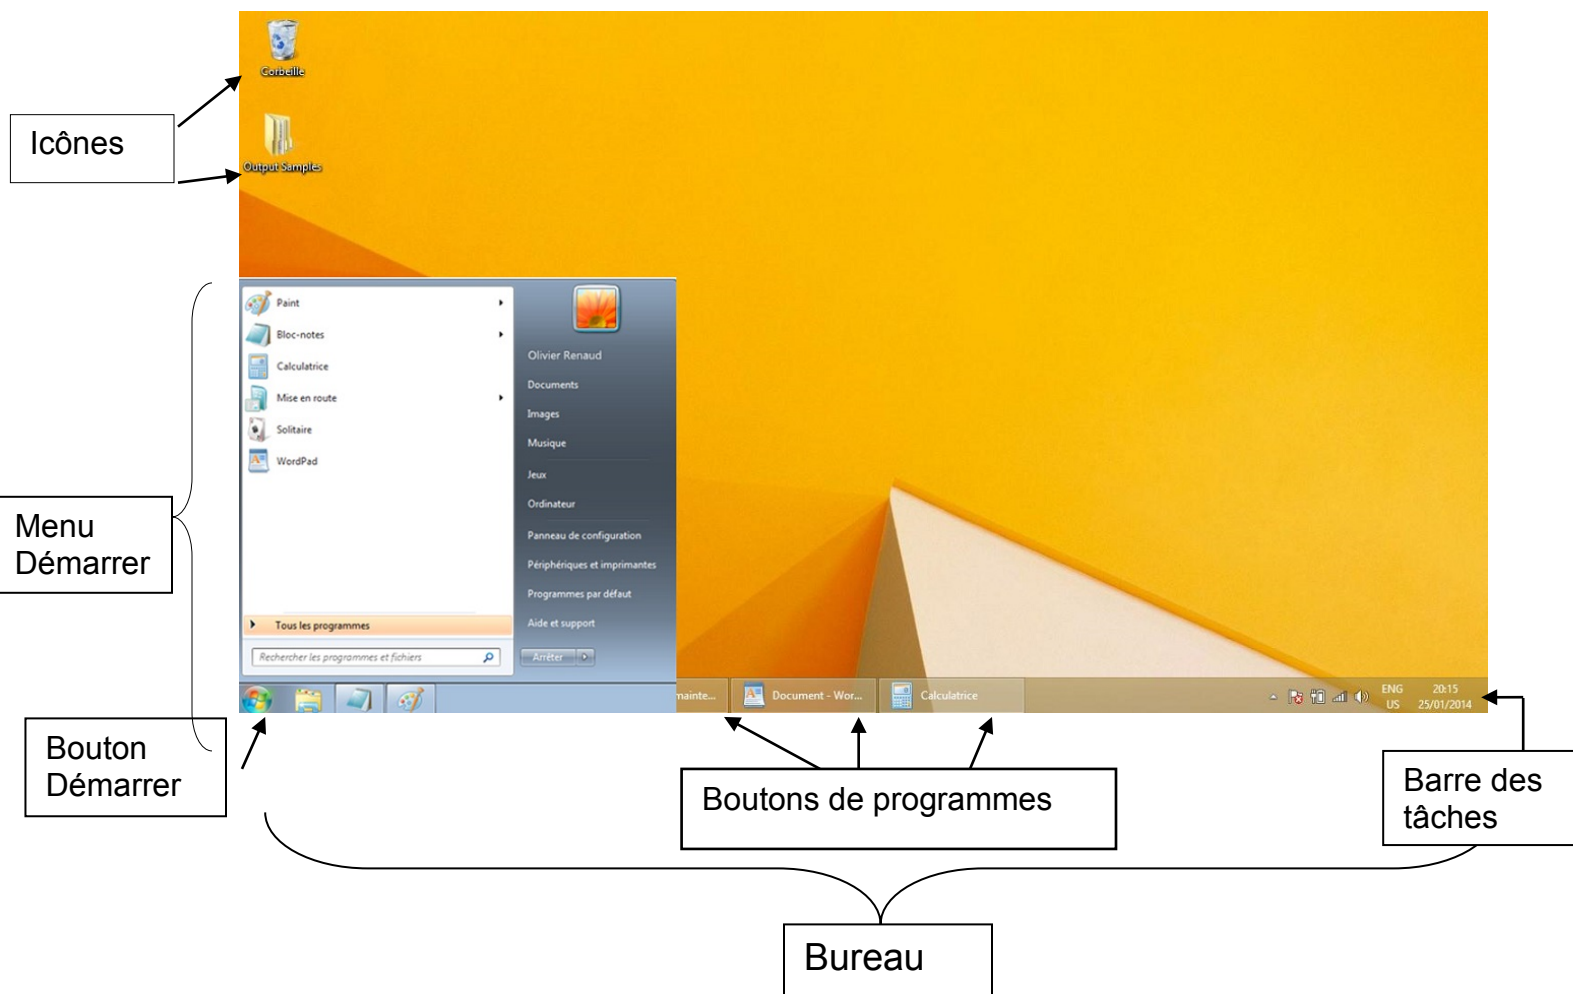 Corbeille
Icônes
Output Samples
Paint
Bloc-notes
Calculatrice
Mise en route
Solitaire
WordPad
Tous les programmes
Rechercher les programmes et fichiers
Olivier Renaud
Documents
Images
Musique
Jeux
Ordinateur
Panneau de configuration
Périphériques et imprimantes
Programmes par défaut
Aide et support
Arrêter
Menu
Démarrer
mainte...
Document - Wor...
Calculatrice
ENG
US
20:15
25/01/2014
Bouton
Démarrer
Boutons de programmes
Barre des
tâches
Bureau